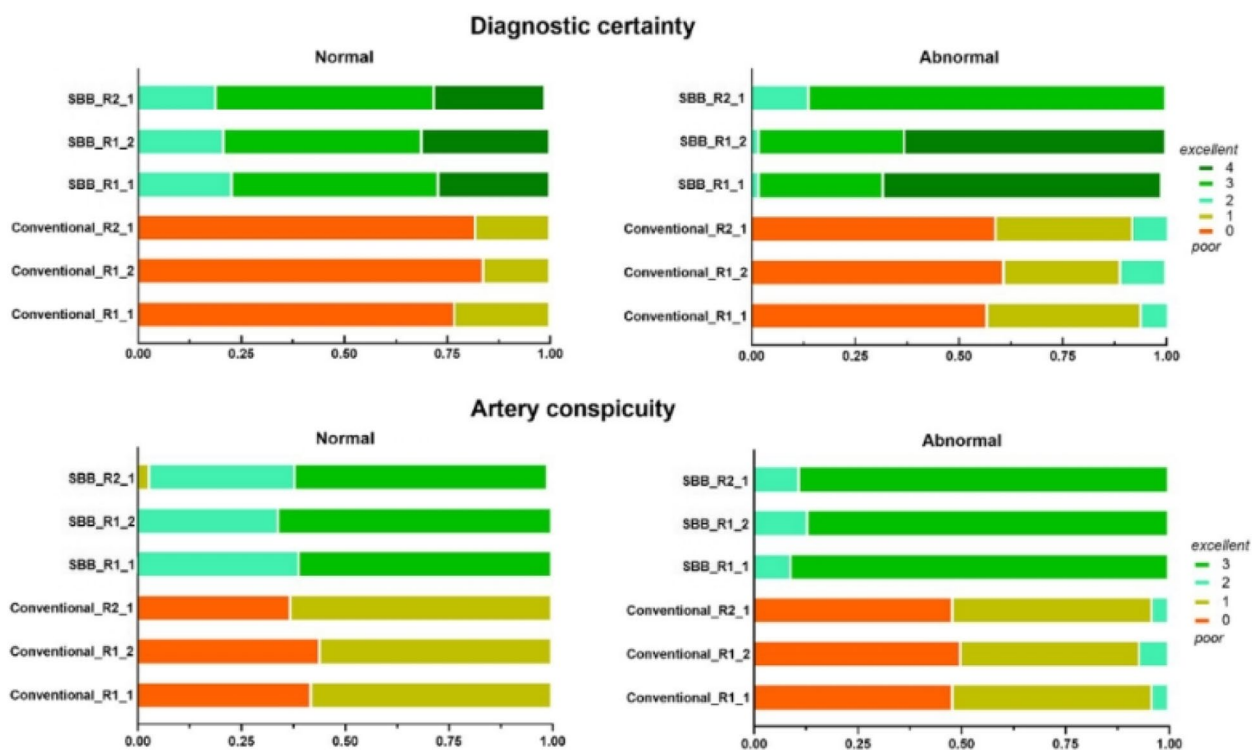 Diagnostic certainty
Normal
SBB_R2_1
SBB_R1_2
SBB_R1_1
Conventional_R2_1
Conventional_R1_2
Conventional_R1_1
0.00 0.25 0.50 0.75 1.00
Abnormal
SBB_R2_1
SBB_R1_2
SBB_R1_1
Conventional_R2_1
Conventional_R1_2
Conventional_R1_1
0.00 0.25 0.50 0.75 1.00
excellent
4
3
2
1
0
poor
Artery conspicuity
Normal
SBB_R2_1
SBB_R1_2
SBB_R1_1
Conventional_R2_1
Conventional_R1_2
Conventional_R1_1
0.00 0.25 0.50 0.75 1.00
Abnormal
SBB_R2_1
SBB_R1_2
SBB_R1_1
Conventional_R2_1
Conventional_R1_2
Conventional_R1_1
0.00 0.25 0.50 0.75 1.00
excellent
3
2
1
0
poor